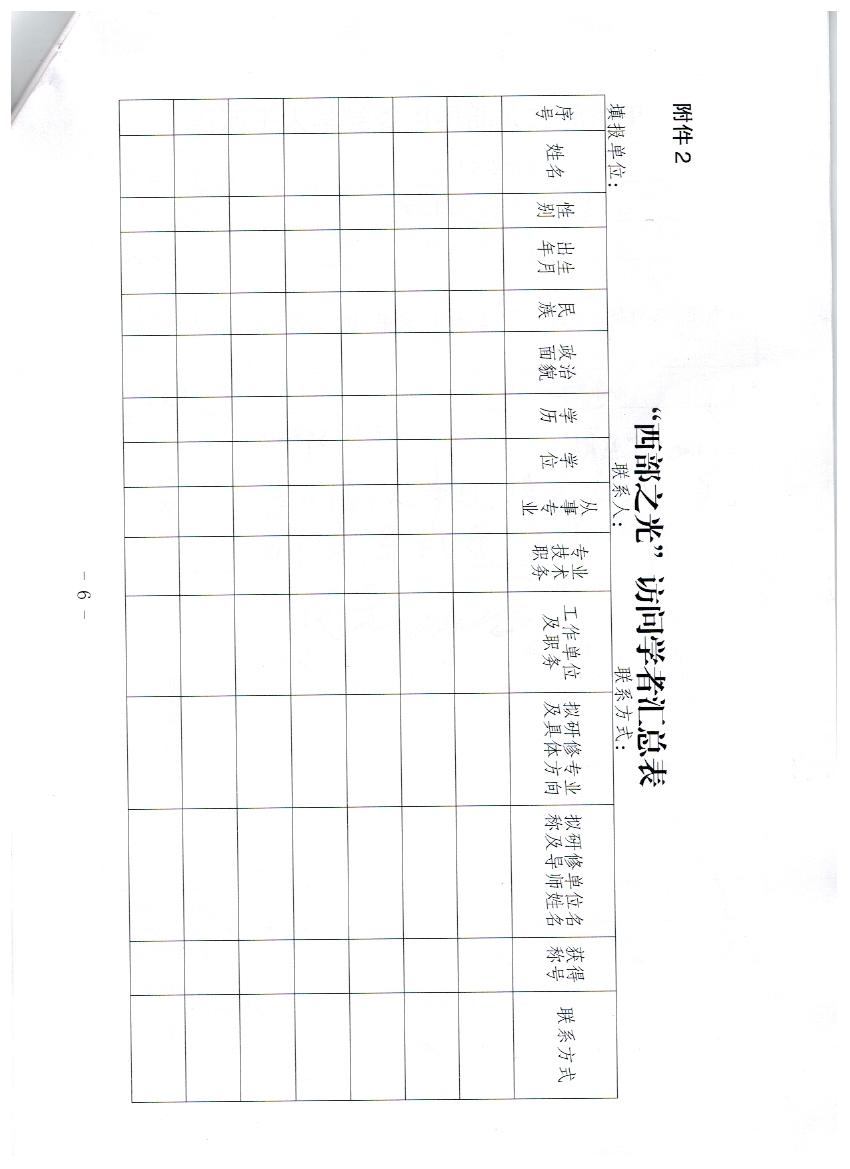 附件2
“西部之光”访问学者汇总表
填报单位： 联系人： 联系方式：
序号
姓名
性别
出生年月
民族
政治面貌
学历
学位
从事专业
专业技术职务
工作单位及职务
拟研修专业及具体方向
拟研修单位名称及导师姓名
获得称号
联系方式
- 6 -